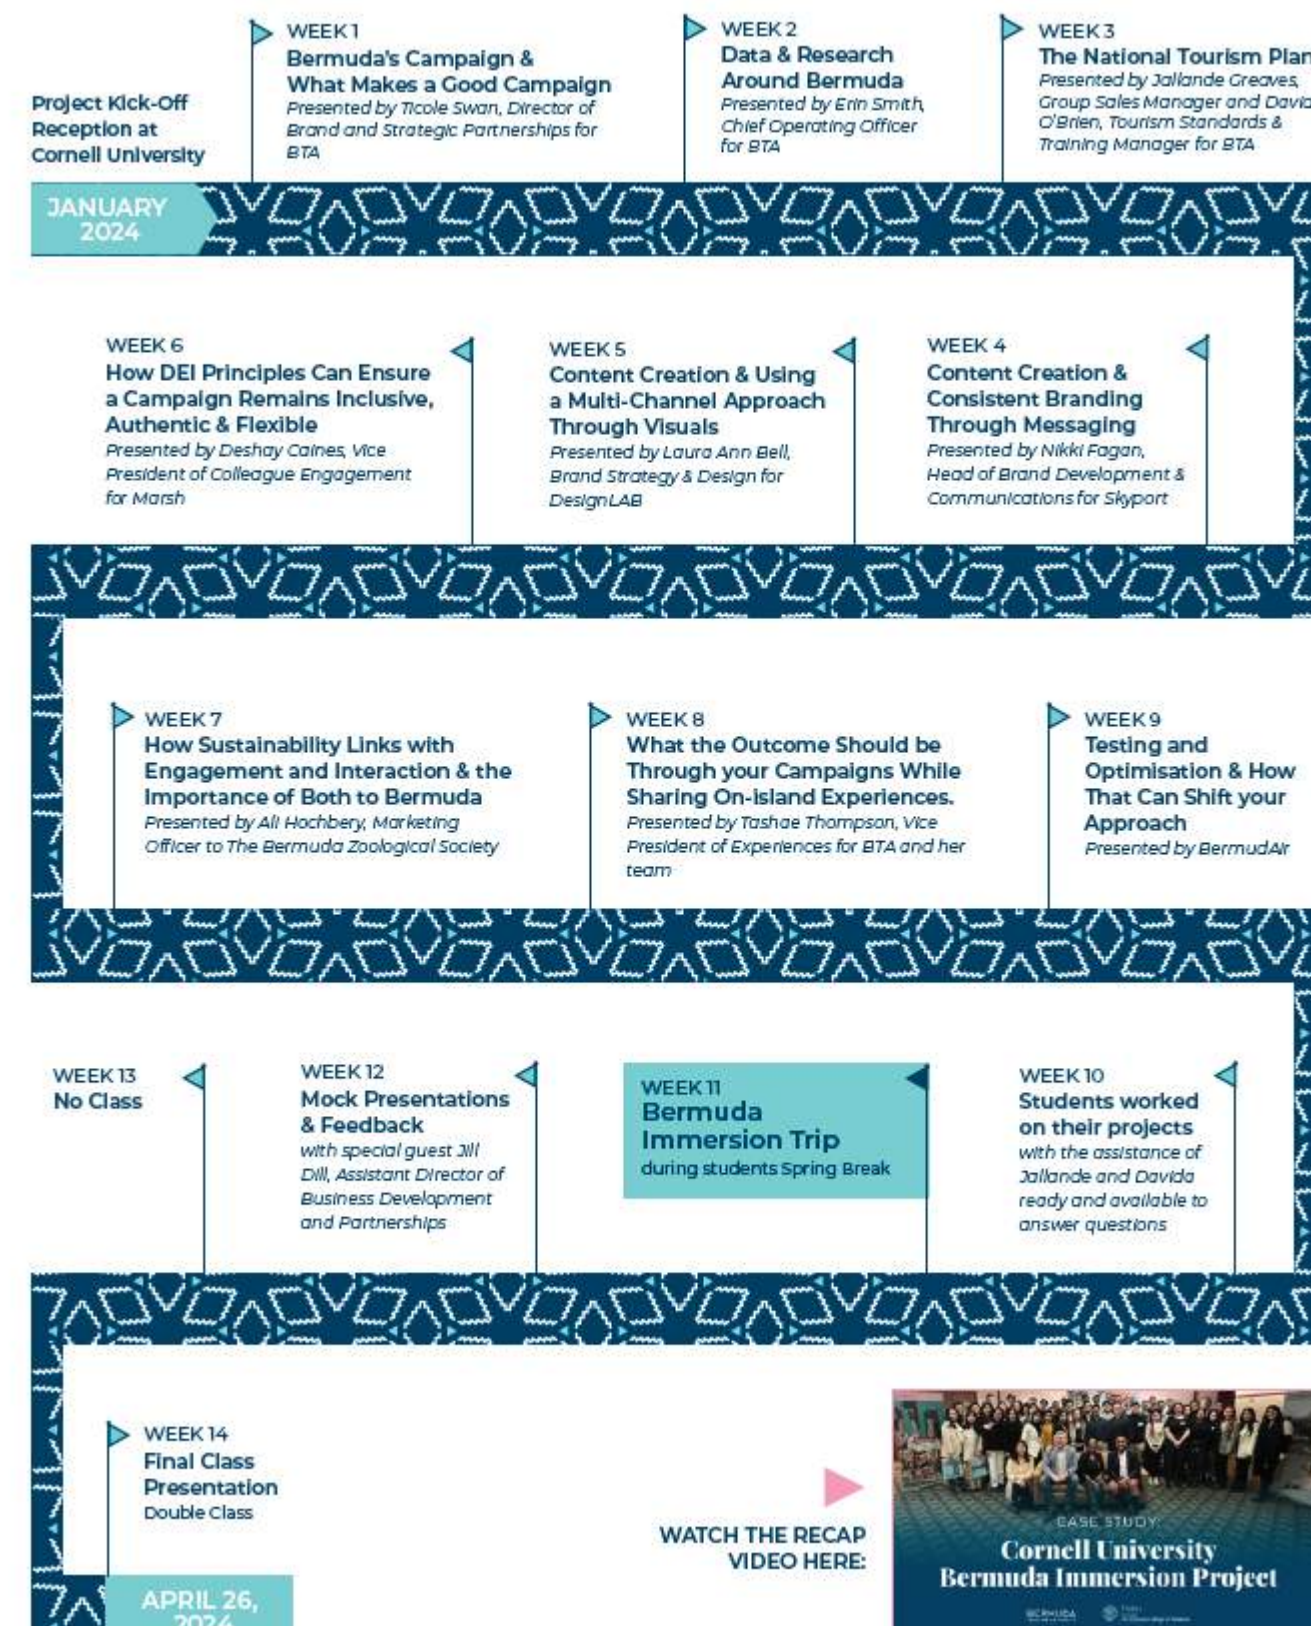 Project Kick-Off
Reception at
Cornell University
JANUARY
2024
WEEK 1
Bermuda's Campaign &
What Makes a Good Campaign
Presented by Ticole Swan, Director of
Brand and Strategic Partnerships for
BTA
WEEK 2
Data & Research
Around Bermuda
Presented by Erin Smith,
Chief Operating Officer
for BTA
WEEK 3
The National Tourism Plan
Presented by Jallande Greaves,
Group Sales Manager and Davida
O'Brien, Tourism Standards &
Training Manager for BTA
WEEK 4
Content Creation &
Consistent Branding
Through Messaging
Presented by Nikki Fagan,
Head of Brand Development &
Communications for Skyport
WEEK 5
Content Creation & Using
a Multi-Channel Approach
Through Visuals
Presented by Laura Ann Bell,
Brand Strategy & Design for
DesignLAB
WEEK 6
How DEI Principles Can Ensure
a Campaign Remains Inclusive,
Authentic & Flexible
Presented by Deshay Caines, Vice
President of Colleague Engagement
for Marsh
WEEK 7
How Sustainability Links with
Engagement and Interaction & the
Importance of Both to Bermuda
Presented by Ali Hochbery, Marketing
Officer to The Bermuda Zoological Society
WEEK 8
What the Outcome Should be
Through your Campaigns While
Sharing On-island Experiences.
Presented by Tashae Thompson, Vice
President of Experiences for BTA and her
team
WEEK 9
Testing and
Optimisation & How
That Can Shift your
Approach
Presented by BermudAir
WEEK 10
Students worked
on their projects
with the assistance of
Jallande and Davida
ready and available to
answer questions
WEEK 11
Bermuda
Immersion Trip
during students Spring Break
WEEK 12
Mock Presentations
& Feedback
with special guest Jill
Dill, Assistant Director of
Business Development
and Partnerships
WEEK 13
No Class
WEEK 14
Final Class
Presentation
Double Class
APRIL 26,
2024
WATCH THE RECAP
VIDEO HERE:
CASE STUDY:
Cornell University
Bermuda Immersion Project
BERMUDA